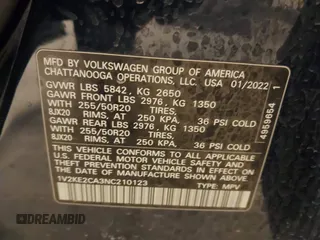 MFD. BY VOLKSWAGEN GROUP OF AMERICA
CHATTANOOGA OPERATIONS, LLC. USA 01/2022
GVWR LBS 5842, KG 2650
GAWR FRONT LBS 2976, KG 1350
WITH 255/50R20 TIRES,
8JX20 RIMS, AT 250 KPA/ 36 PSI COLD
GAWR REAR LBS 2976, KG 1350
WITH 255/50R20 TIRES,
8JX20 RIMS, AT 250 KPA/ 36 PSI COLD
THIS VEHICLE CONFORMS TO ALL APPLICABLE
FEDERAL MOTOR VEHICLE SAFETY STANDARDS
IN EFFECT ON THE DATE OF MANUFACTURE
SHOWN ABOVE.
1V2KE2CA3NC210123 TYPE: MPV
4959654 1
DREAMBID